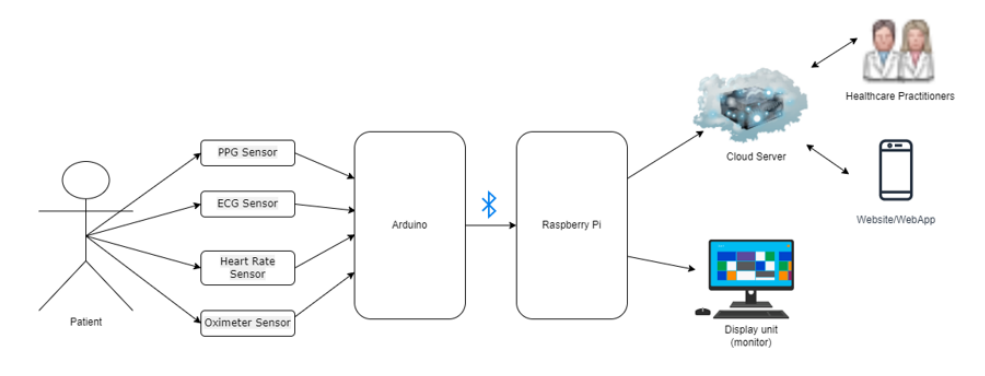 Healthcare Practitioners
PPG Sensor
Cloud Server
ECG Sensor
Arduino
Raspberry Pi
Website/WebApp
Heart Rate
Sensor
Patient
Oximeter Sensor
Display unit
(monitor)